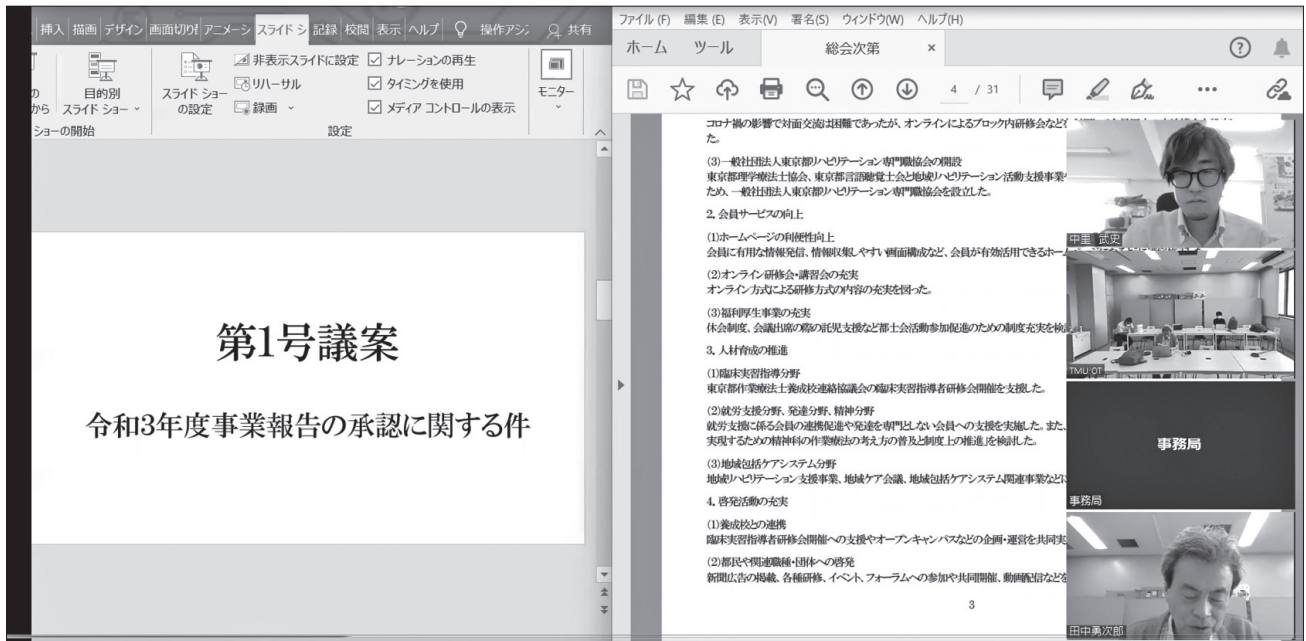 挿入 描画 デザイン 画面切り替 アニメーシ スライド シ 記録 校閲 表示 ヘルプ 操作アシ 共有
から
目的別
スライド ショー
スライド ショー
の設定
非表示スライドに設定
リハーサル
録画
ナレーションの再生
タイミングを使用
メディア コントロールの表示
モニター
ショーの開始
設定
第1号議案
令和3年度事業報告の承認に関する件
ファイル (F) 編集 (E) 表示(V) 署名(S) ウィンドウ(W) ヘルプ(H)
ホーム ツール 総会次第 ×
4 / 31
コロナ禍の影響で対面交流は困難であったが、オンラインによるブロック内研修会など
た。
(3)一般社団法人東京都リハビリテーション専門職協会の開設
東京都理学療法士協会、東京都言語聴覚士会と地域リハビリテーション活動支援事業
ため、一般社団法人東京都リハビリテーション専門職協会を設立した。
2. 会員サービスの向上
(1)ホームページの利便性向上
会員に有用な情報発信、情報収集しやすい画面構成など、会員が有効活用できるホー
(2)オンライン研修会・講習会の充実
オンライン方式による研修方式の内容の充実を図った。
(3)福利厚生事業の充実
休会制度、会議出席の際の託児支援など都士会活動参加促進のための制度充実を検
3. 人材育成の推進
(1)臨床実習指導分野
東京都作業療法士養成校連絡協議会の臨床実習指導者研修会開催を支援した。
(2)就労支援分野、発達分野、精神分野
就労支援に係る会員の連携促進や発達を専門としない会員への支援を実施した。また、
実現するための精神科の作業療法の考え方の普及と制度上の推進」を検討した。
(3)地域包括ケアシステム分野
地域リハビリテーション支援事業、地域ケア会議、地域包括ケアシステム関連事業などに
4. 啓発活動の充実
(1)養成校との連携
臨床実習指導者研修会開催への支援やオープンキャンパスなどの企画・運営を共同実
(2)都民や関連職種・団体への啓発
新聞広告の掲載、各種研修、イベント、フォーラムへの参加や共同開催、動画配信などを
3
中里 武史
TMU OT
事務局
事務局
田中勇次郎